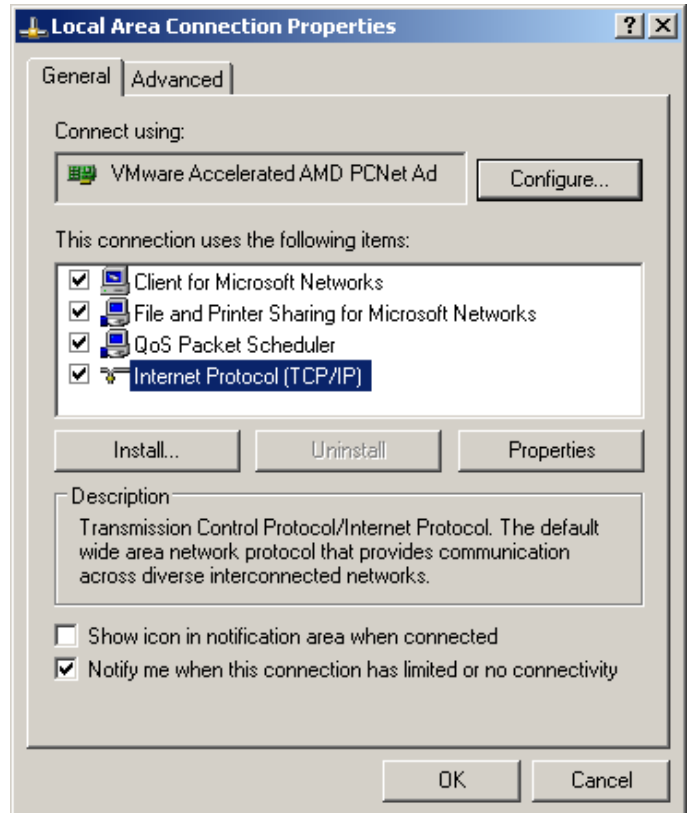 Local Area Connection Properties
?
General
Advanced
Connect using:
VMware Accelerated AMD PCNet Ad
Configure...
This connection uses the following items:
Client for Microsoft Networks
File and Printer Sharing for Microsoft Networks
QoS Packet Scheduler
Internet Protocol (TCP/IP)
Install...
Uninstall
Properties
Description
Transmission Control Protocol/Internet Protocol. The default
wide area network protocol that provides communication
across diverse interconnected networks.
Show icon in notification area when connected
Notify me when this connection has limited or no connectivity
OK
Cancel